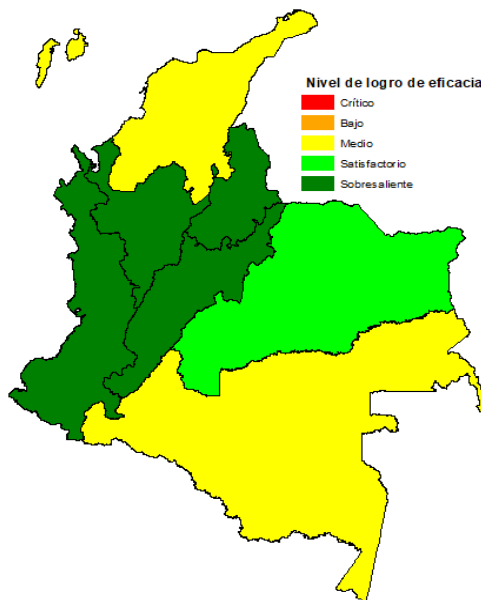 Nivel de logro de eficacia
Crítico
Bajo
Medio
Satisfactorio
Sobresaliente